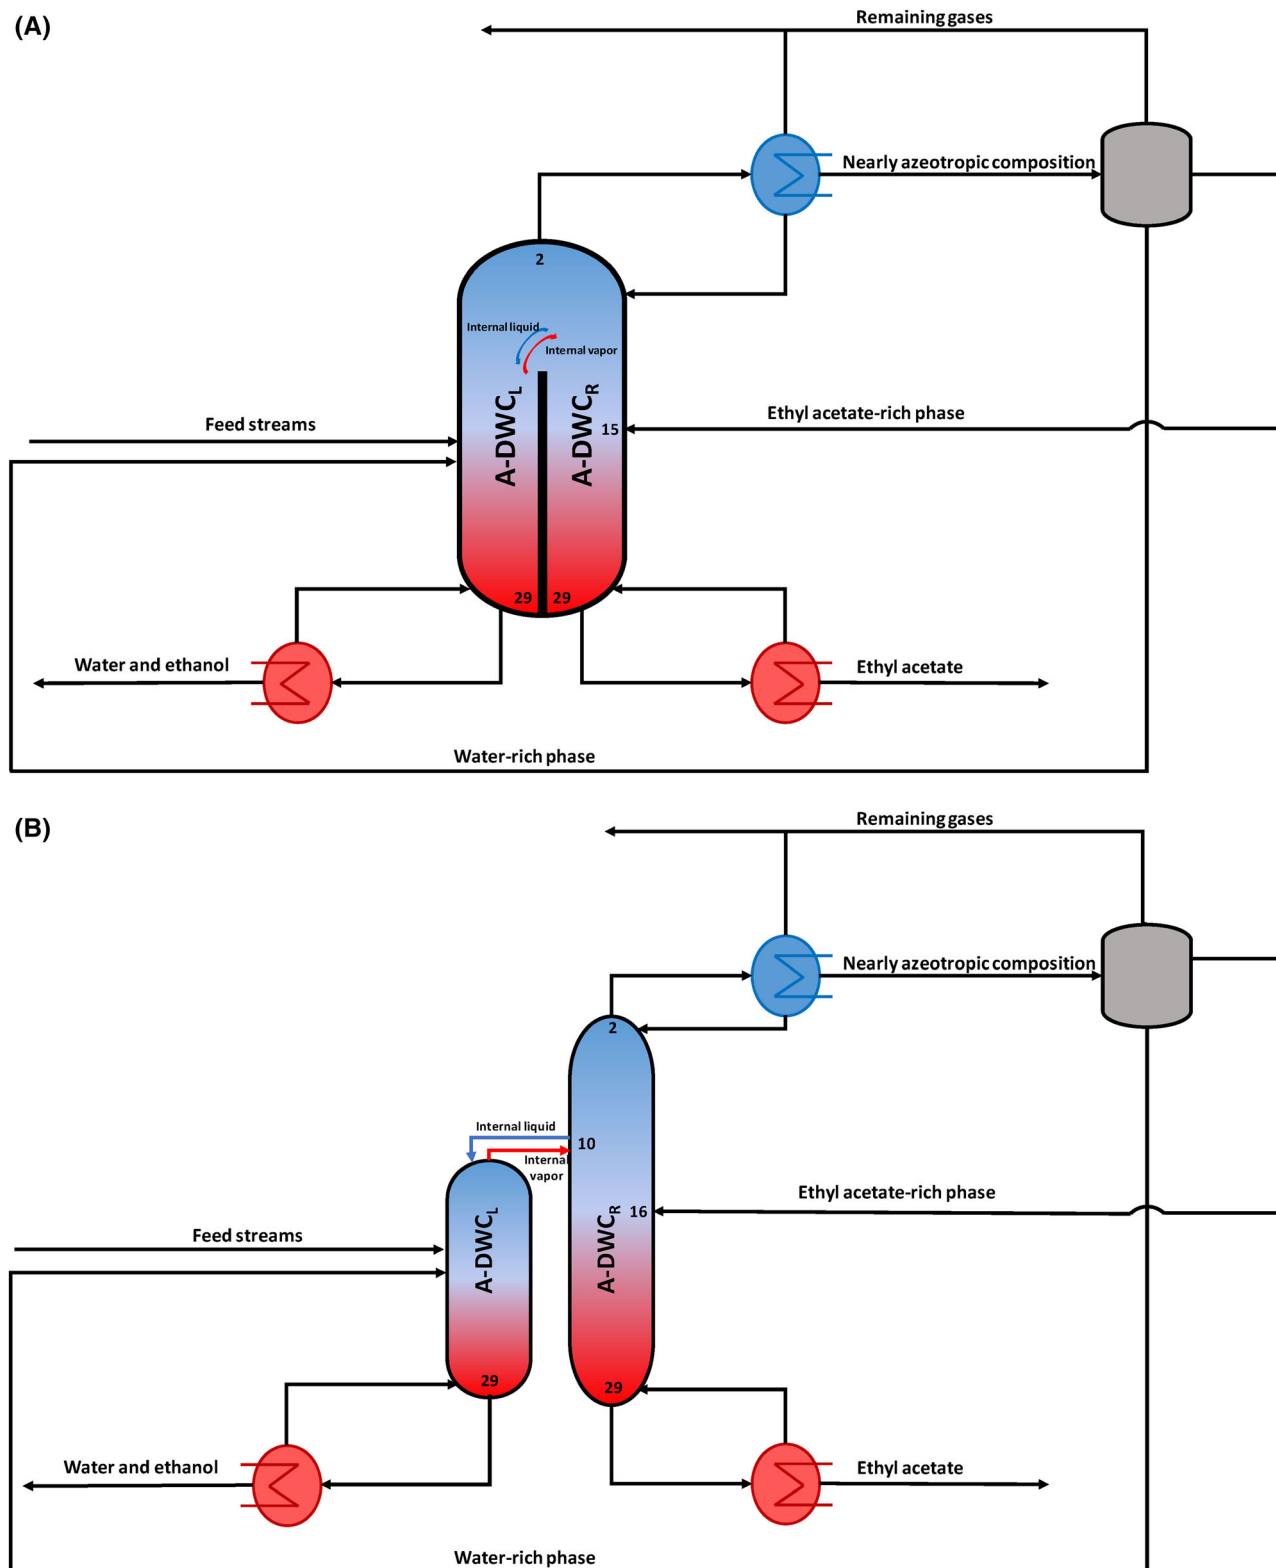 (A)
Remaining gases
Nearly azeotropic composition
2
Internal liquid
Internal vapor
A-DWCL
A-DWCR
15
Ethyl acetate-rich phase
Feed streams
29
29
Water and ethanol
Ethyl acetate
Water-rich phase
(B)
Remaining gases
Nearly azeotropic composition
2
Internal liquid
10
Internal
vapor
A-DWCL
A-DWCR
16
Ethyl acetate-rich phase
Feed streams
29
29
Water and ethanol
Ethyl acetate
Water-rich phase